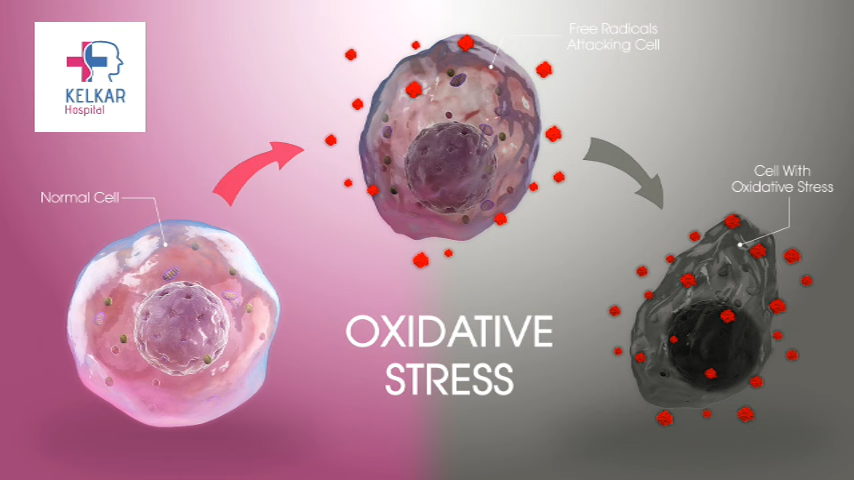 KELKAR
Hospital
Free Radicals
Attacking Cell
Normal Cell
Cell With
Oxidative Stress
OXIDATIVE
STRESS